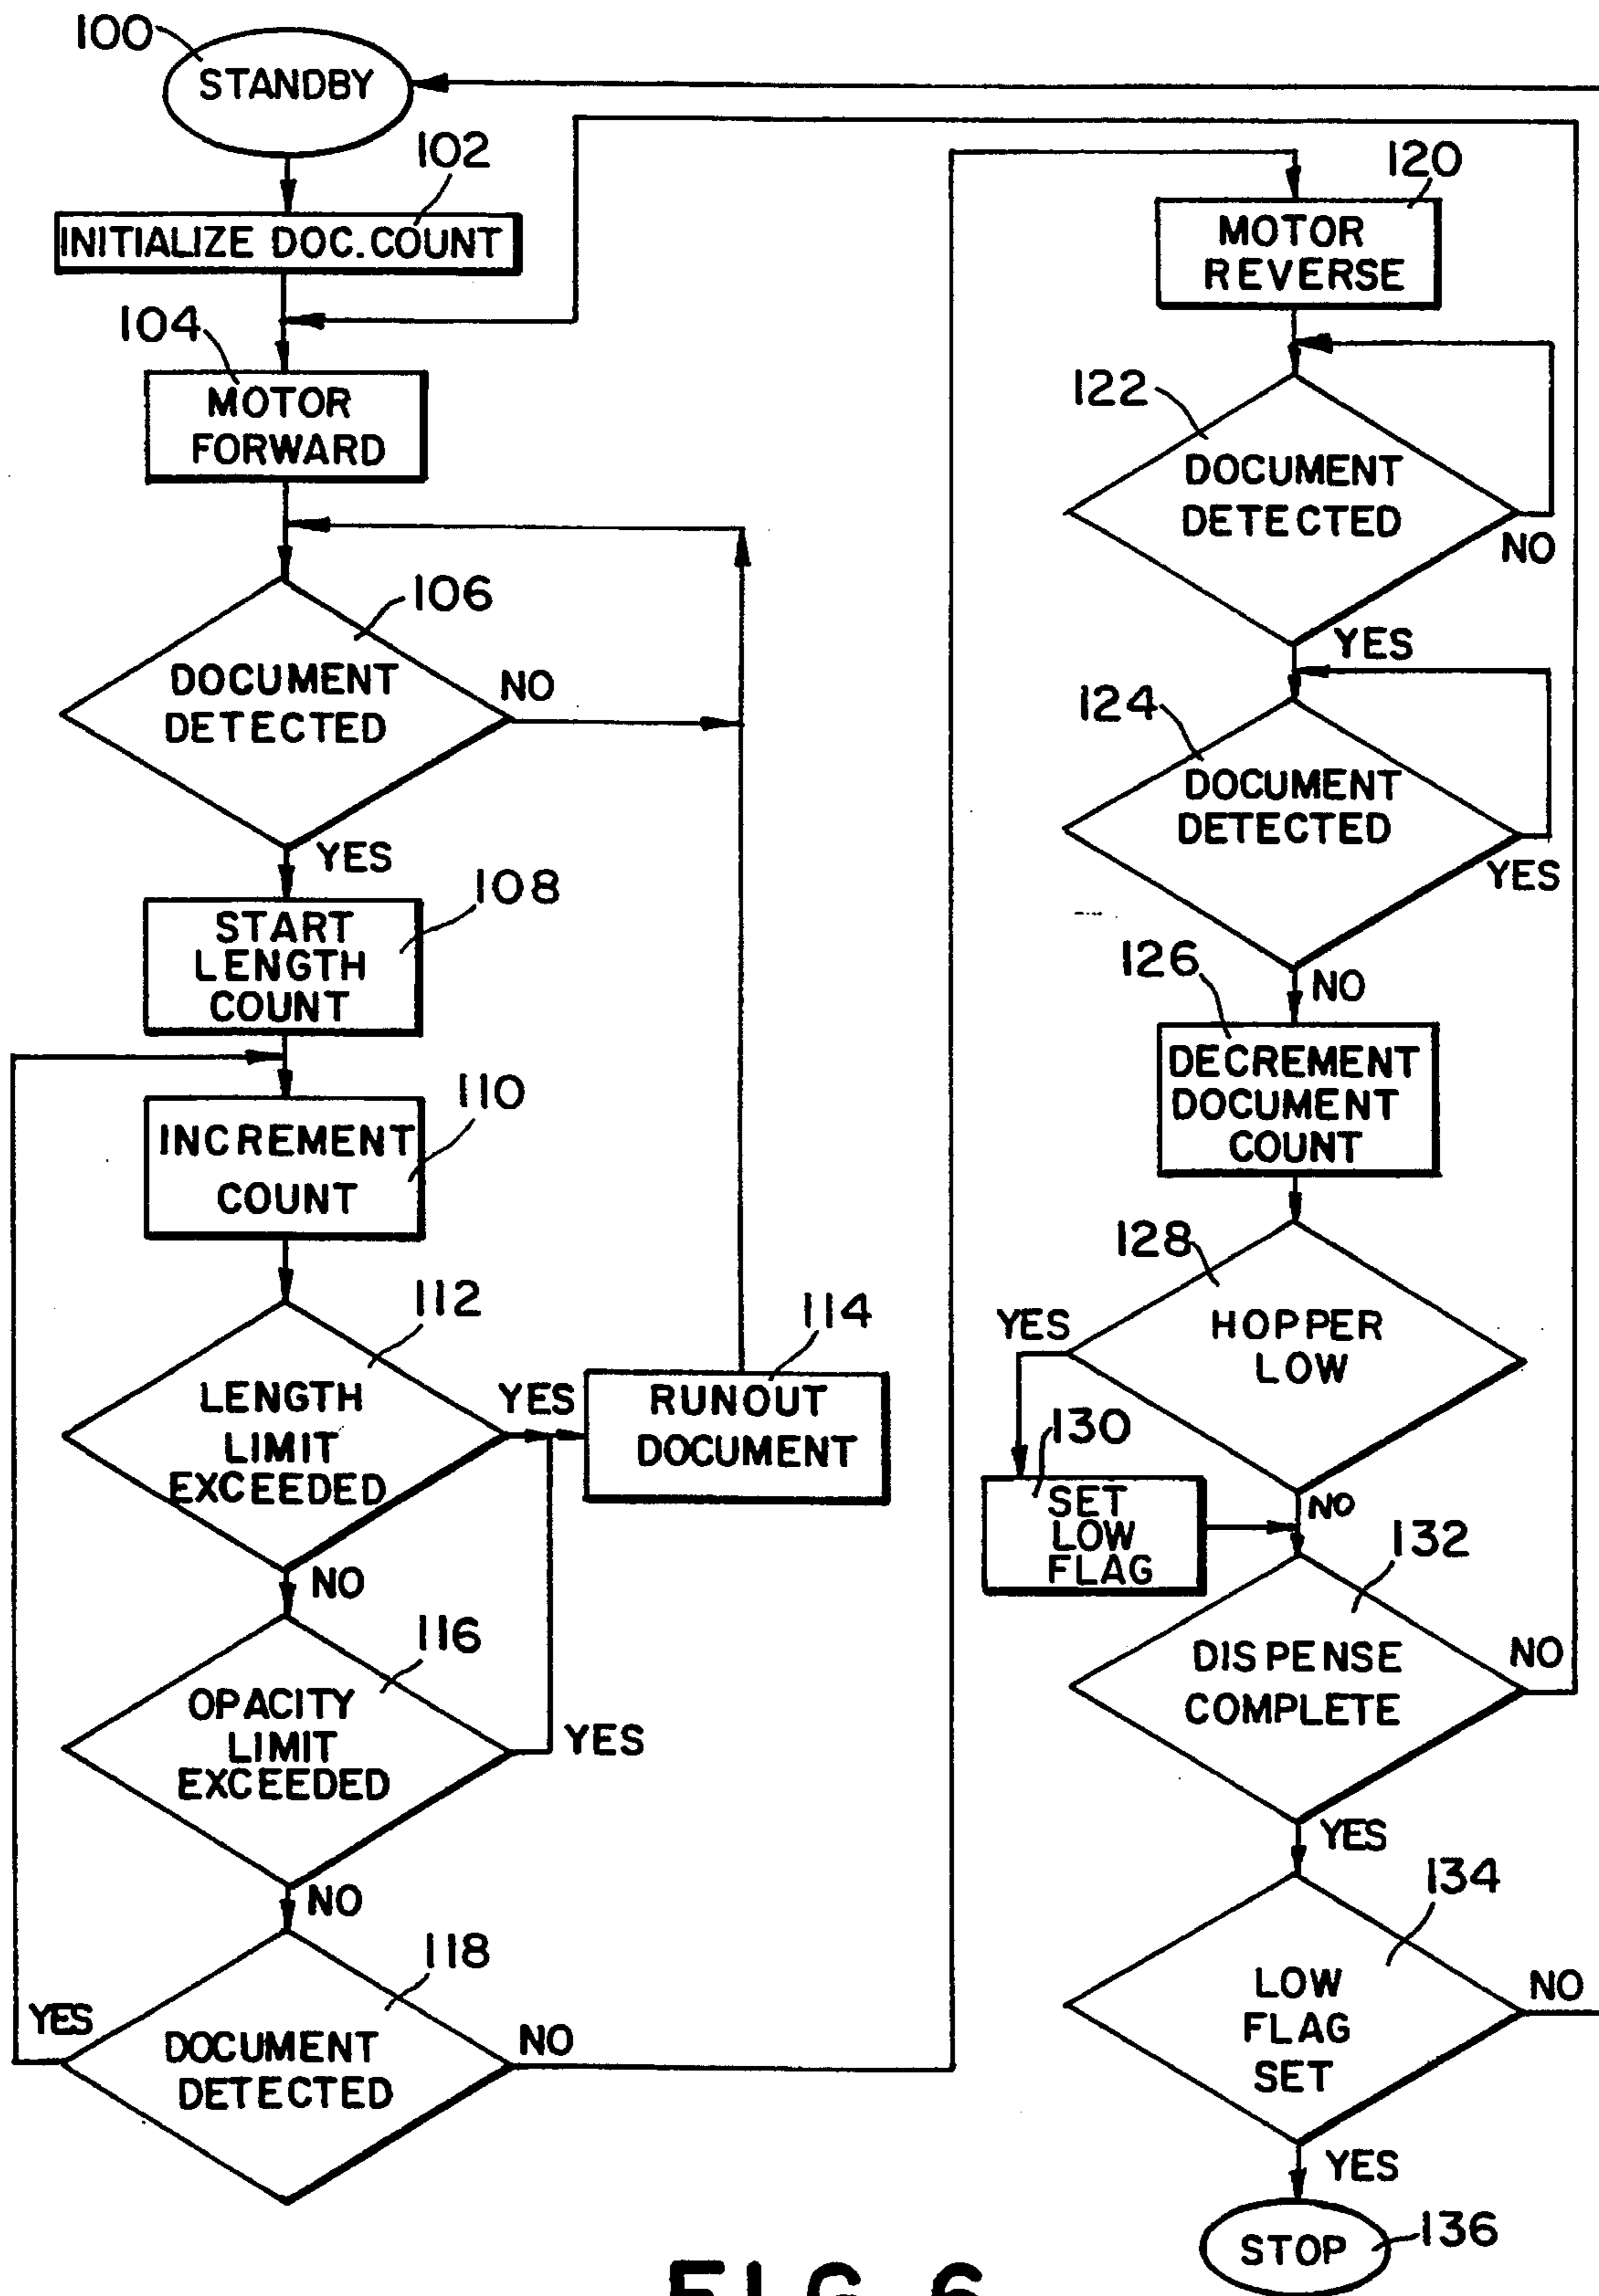 100
STANDBY
102
INITIALIZE DOC.COUNT
104
MOTOR
FORWARD
106
DOCUMENT
DETECTED
NO
YES
108
START
LENGTH
COUNT
110
INCREMENT
COUNT
112
LENGTH
LIMIT
EXCEEDED
YES
114
RUNOUT
DOCUMENT
NO
116
OPACITY
LIMIT
EXCEEDED
YES
NO
118
YES
DOCUMENT
DETECTED
NO
120
MOTOR
REVERSE
122
DOCUMENT
DETECTED
NO
YES
124
DOCUMENT
DETECTED
YES
NO
126
DECREMENT
DOCUMENT
COUNT
128
YES
HOPPER
LOW
130
SET
LOW
FLAG
NO
132
DISPENSE
COMPLETE
NO
YES
134
LOW
FLAG
SET
NO
YES
STOP
136
FIG. 6